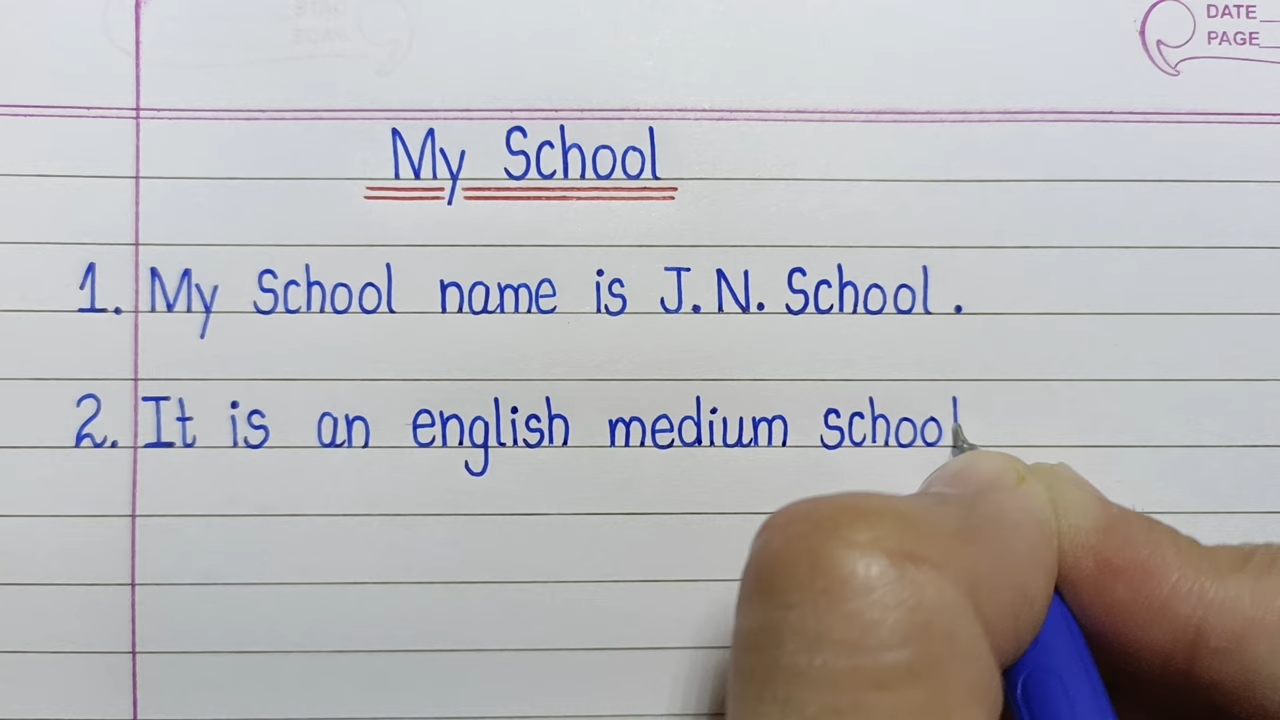 DATE
PAGE
My School
1. My School name is J.N. School.
2. It is an english medium school